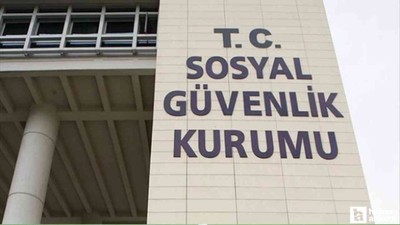 T. C.
SOSYAL
GÜVENLİK
KURUMU